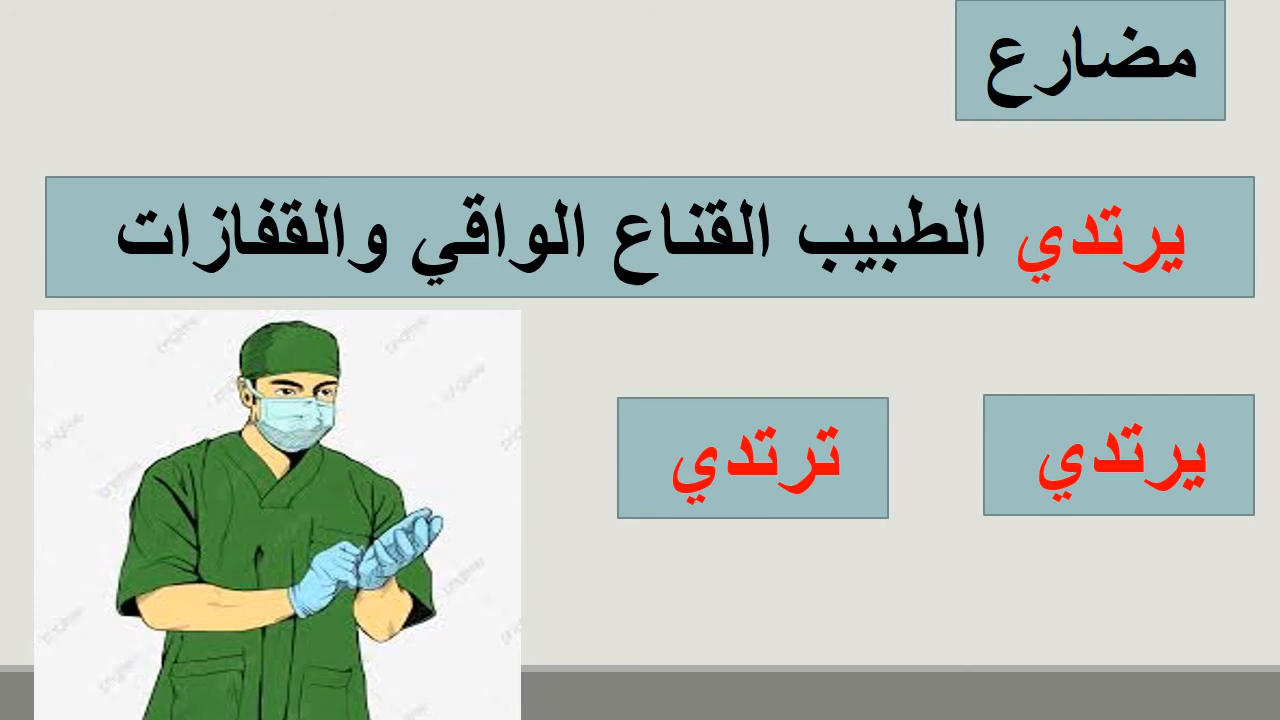 مضارع
يرتدي الطبيب القناع الواقي والقفازات
يرتدي
ترتدي